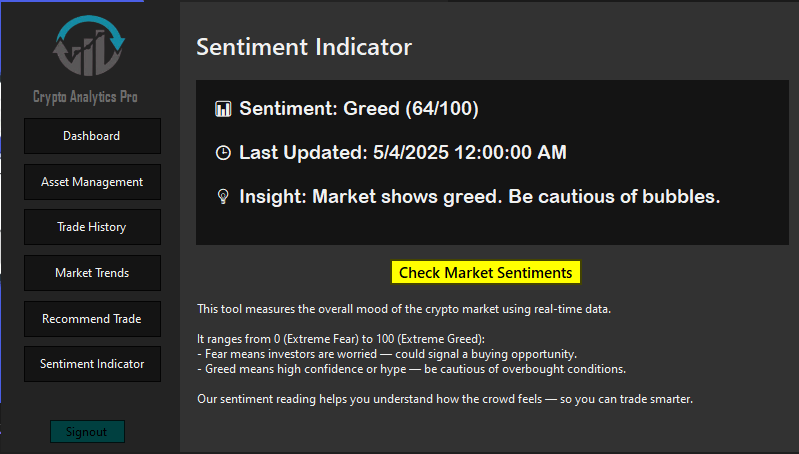 Crypto Analytics Pro
Dashboard
Asset Management
Trade History
Market Trends
Recommend Trade
Sentiment Indicator
Signout
Sentiment Indicator
Sentiment: Greed (64/100)
Last Updated: 5/4/2025 12:00:00 AM
Insight: Market shows greed. Be cautious of bubbles.
Check Market Sentiments
This tool measures the overall mood of the crypto market using real-time data.
It ranges from 0 (Extreme Fear) to 100 (Extreme Greed):
- Fear means investors are worried — could signal a buying opportunity.
- Greed means high confidence or hype — be cautious of overbought conditions.
Our sentiment reading helps you understand how the crowd feels — so you can trade smarter.